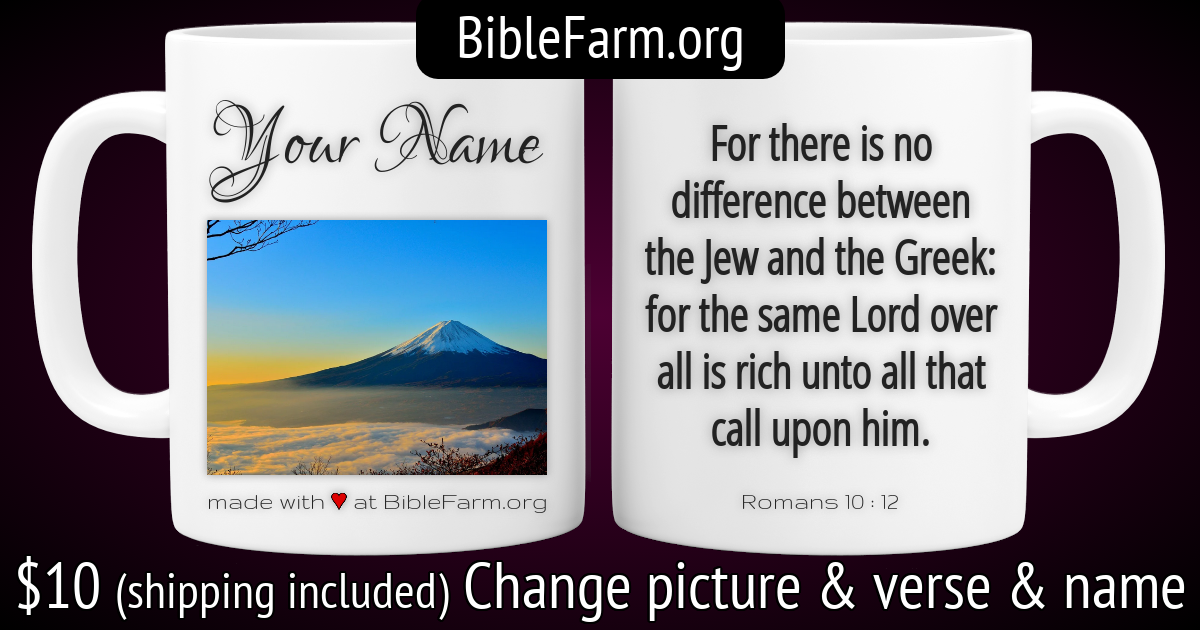 BibleFarm.org
Your Name
made with ♥ at BibleFarm.org
For there is no
difference between
the Jew and the Greek:
for the same Lord over
all is rich unto all that
call upon him.
Romans 10 : 12
$10 (shipping included) Change picture & verse & name